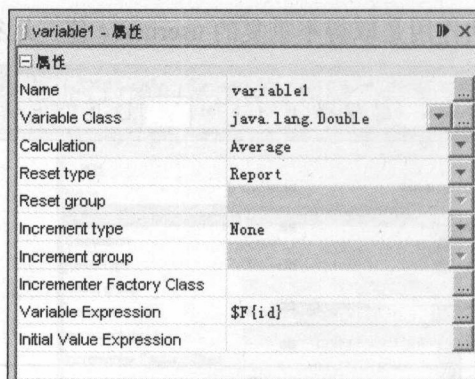 variable1 - 属性
属性
Name variable1
Variable Class java.lang.Double
Calculation Average
Reset type Report
Reset group
Increment type None
Increment group
Incrementer Factory Class
Variable Expression $F{id}
Initial Value Expression